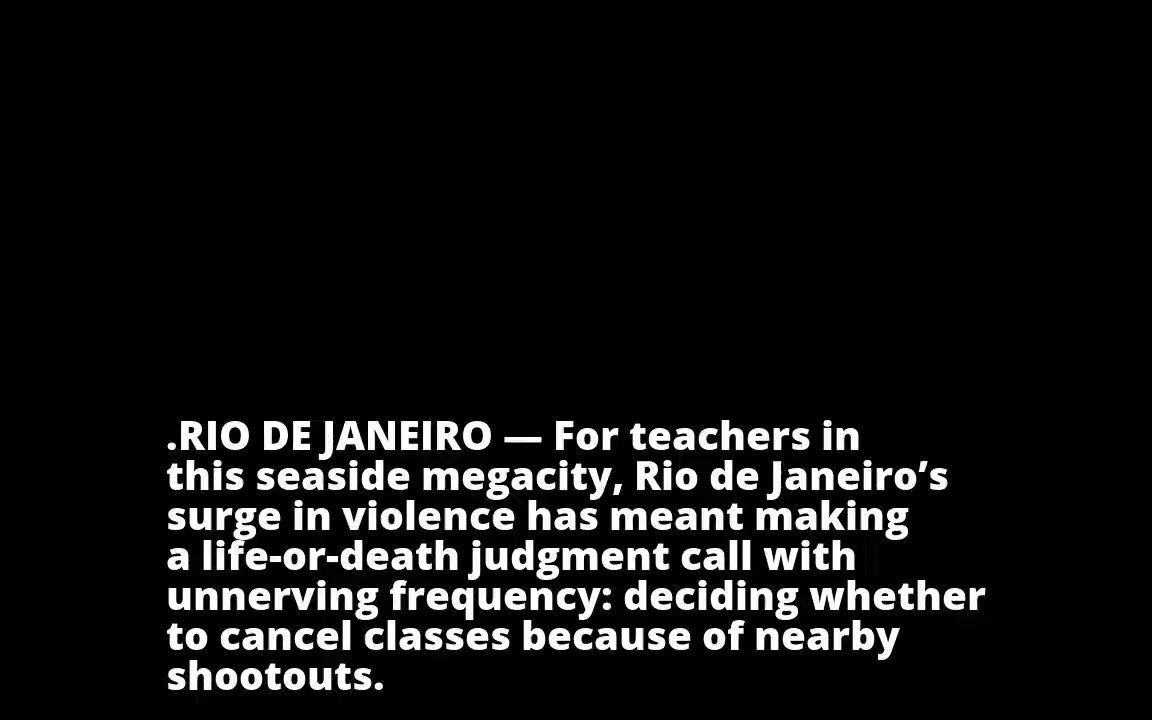 .RIO DE JANEIRO — For teachers in
this seaside megacity, Rio de Janeiro’s
surge in violence has meant making
a life-or-death judgment call with
unnerving frequency: deciding whether
to cancel classes because of nearby
shootouts.